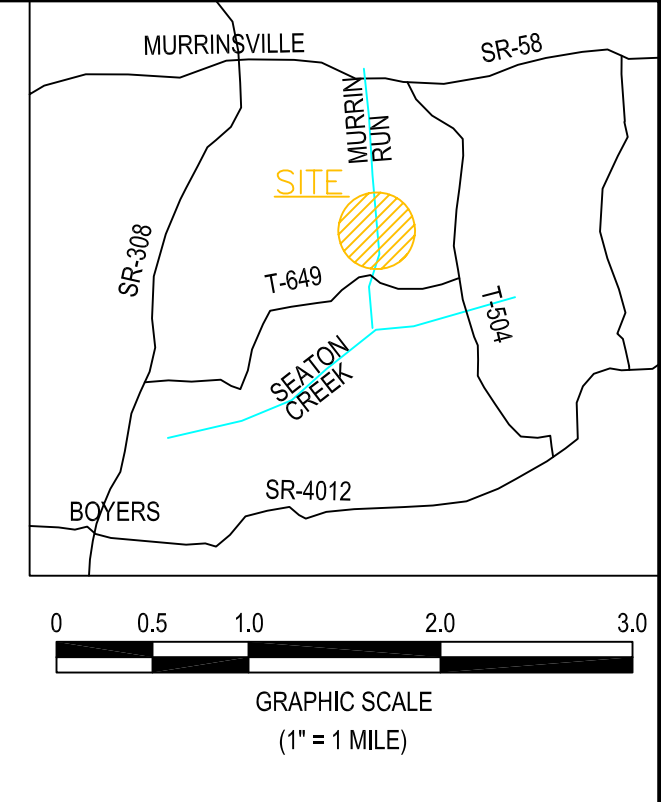 MURRINSVILLE
SR-58
MURRIN
RUN
SITE
SR-308
T-649
T-504
SEATON
CREEK
SR-4012
BOYERS
0 0.5 1.0 2.0 3.0
GRAPHIC SCALE
(1" = 1 MILE)